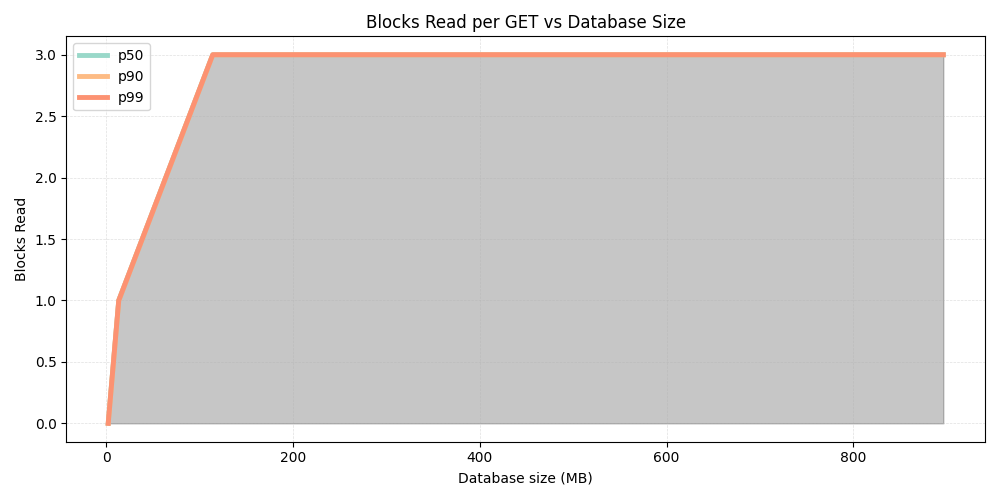 Blocks Read per GET vs Database Size
p50
p90
p99
3.0
2.5
2.0
1.5
1.0
0.5
0.0
Blocks Read
0 200 400 600 800
Database size (MB)